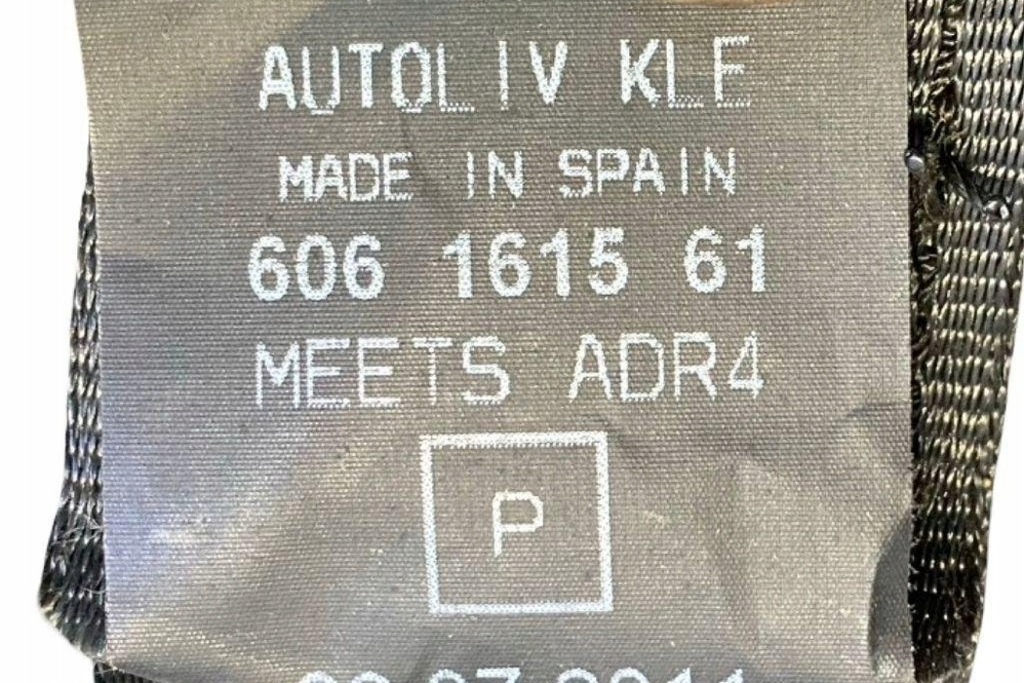 AUTOLIV KLE
MADE IN SPAIN
606 1615 61
MEETS ADR4
P